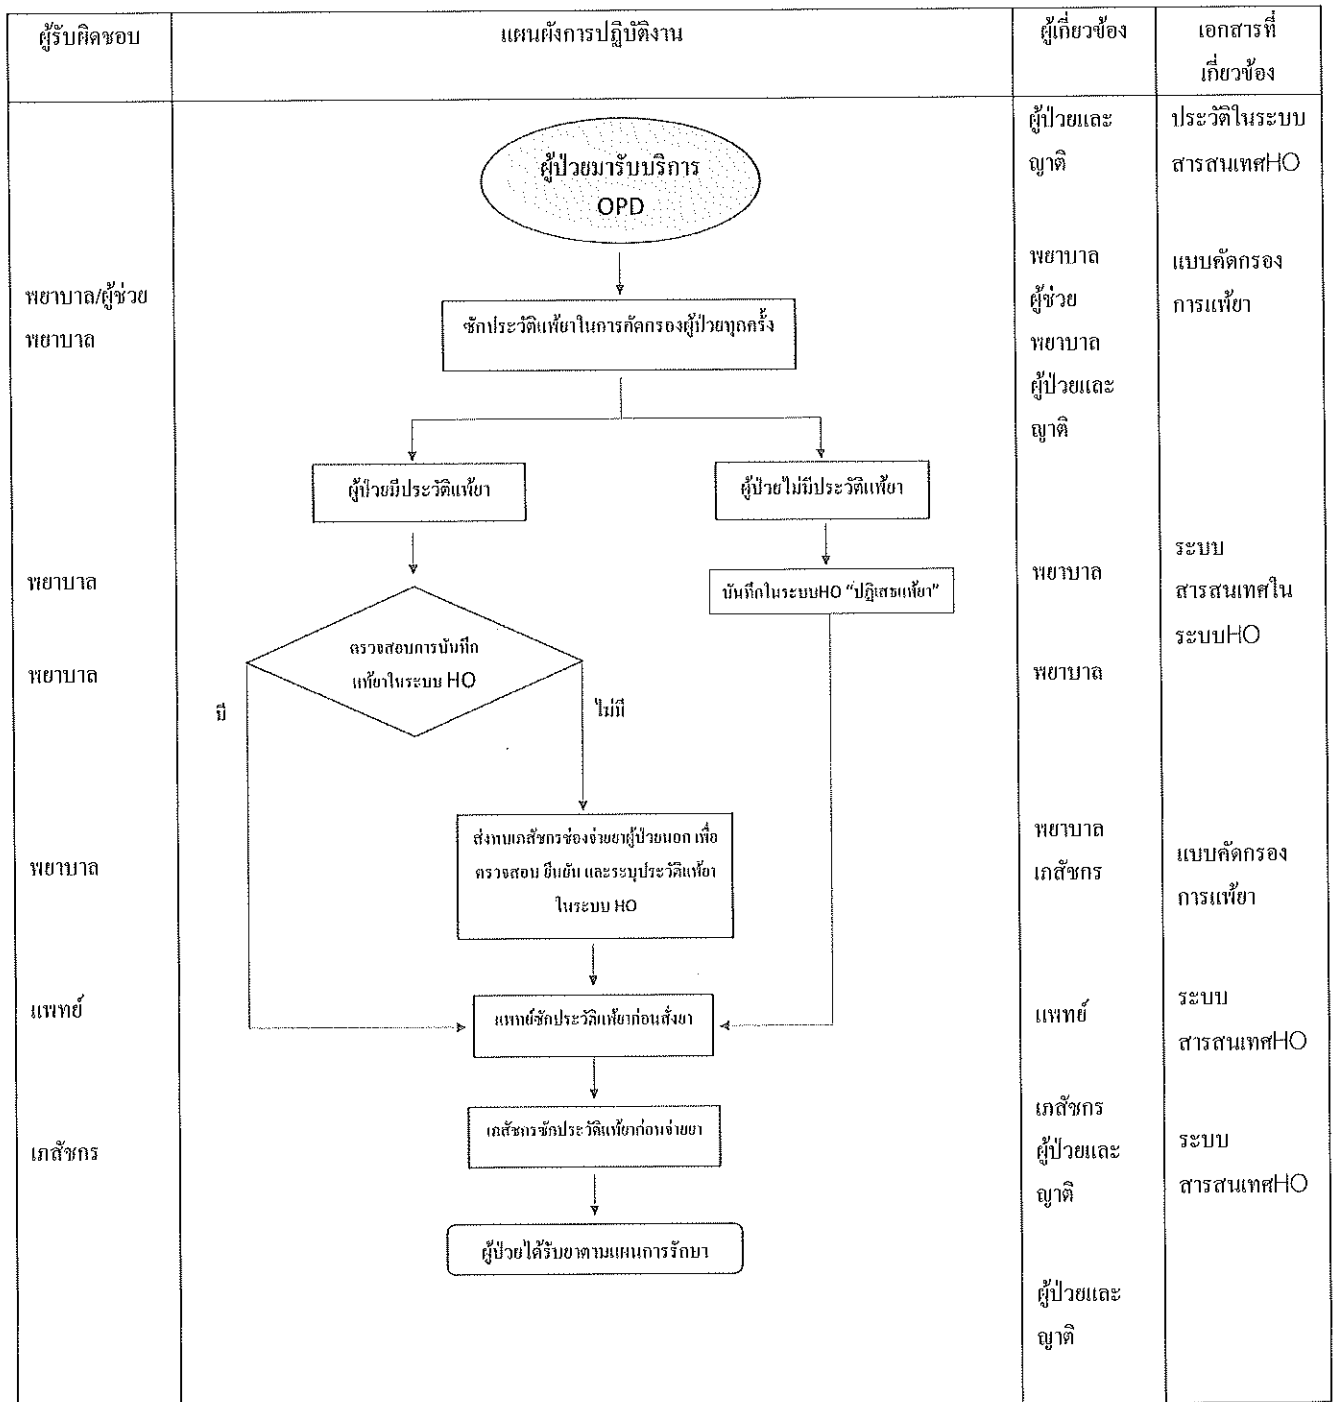 ผู้รับผิดชอบ
แผนผังการปฏิบัติงาน
ผู้เกี่ยวข้อง
เอกสารที่
เกี่ยวข้อง
ผู้ป่วยมารับบริการ
OPD
ผู้ป่วยและ
ญาติ
ประวัติในระบบ
สารสนเทศHO
พยาบาล/ผู้ช่วย
พยาบาล
ซักประวัติแพ้ยาในการคัดกรองผู้ป่วยทุกครั้ง
พยาบาล
ผู้ช่วย
พยาบาล
ผู้ป่วยและ
ญาติ
แบบคัดกรอง
การแพ้ยา
ผู้ป่วยมีประวัติแพ้ยา
ผู้ป่วยไม่มีประวัติแพ้ยา
พยาบาล
บันทึกในระบบHO “ปฏิเสธแพ้ยา”
พยาบาล
ระบบ
สารสนเทศใน
ระบบHO
พยาบาล
ตรวจสอบการบันทึก
แพ้ยาในระบบ HO
มี
ไม่มี
พยาบาล
พยาบาล
ส่งพบเภสัชกรช่องจ่ายยาผู้ป่วยนอก เพื่อ
ตรวจสอบ ยืนยัน และระบุประวัติแพ้ยา
ในระบบ HO
พยาบาล
เภสัชกร
แบบคัดกรอง
การแพ้ยา
แพทย์
แพทย์ซักประวัติแพ้ยาก่อนสั่งยา
แพทย์
ระบบ
สารสนเทศHO
เภสัชกร
เภสัชกรซักประวัติแพ้ยาก่อนจ่ายยา
เภสัชกร
ผู้ป่วยและ
ญาติ
ระบบ
สารสนเทศHO
ผู้ป่วยได้รับยาตามแผนการรักษา
ผู้ป่วยและ
ญาติ